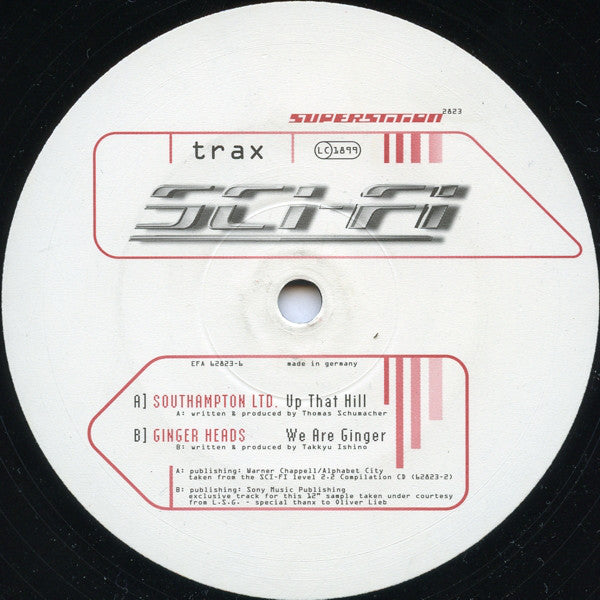 SUPERSTITION 2823
trax LC 1899
SCI-Fi
EFA 62823-6 made in germany
A] SOUTHAMPTON LTD. Up That Hill
A: written & produced by Thomas Schumacher
B] GINGER HEADS We Are Ginger
B: written & produced by Takkyu Ishino
A: publishing: Warner Chappell/Alphabet City
taken from the SCI-FI level 2.2 Compilation CD (62823-2)
B: publishing: Sony Music Publishing
exclusive track for this 12" sample taken under courtesy
from L.S.G. - special thanx to Oliver Lieb